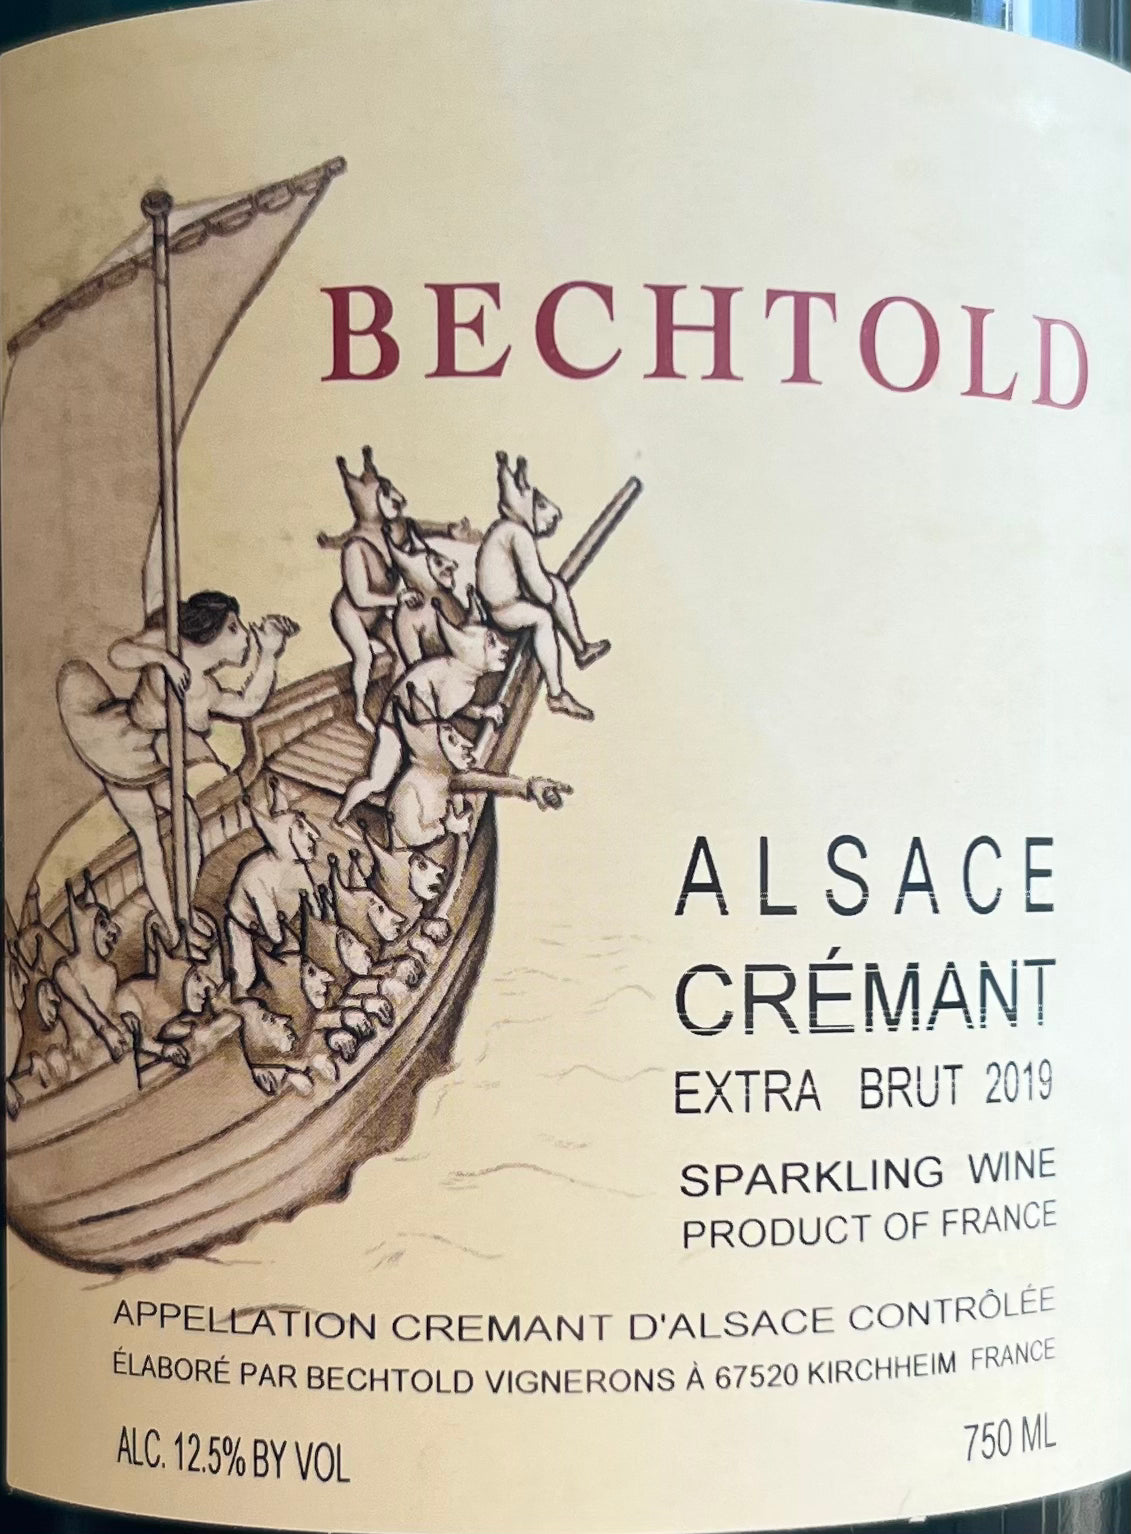 BECHTOLD
ALSACE
CRÉMANT
EXTRA BRUT 2019
SPARKLING WINE
PRODUCT OF FRANCE
APPELLATION CREMANT D'ALSACE CONTRÔLÉE
ÉLABORÉ PAR BECHTOLD VIGNERONS À 67520 KIRCHHEIM FRANCE
ALC. 12.5% BY VOL
750 ML